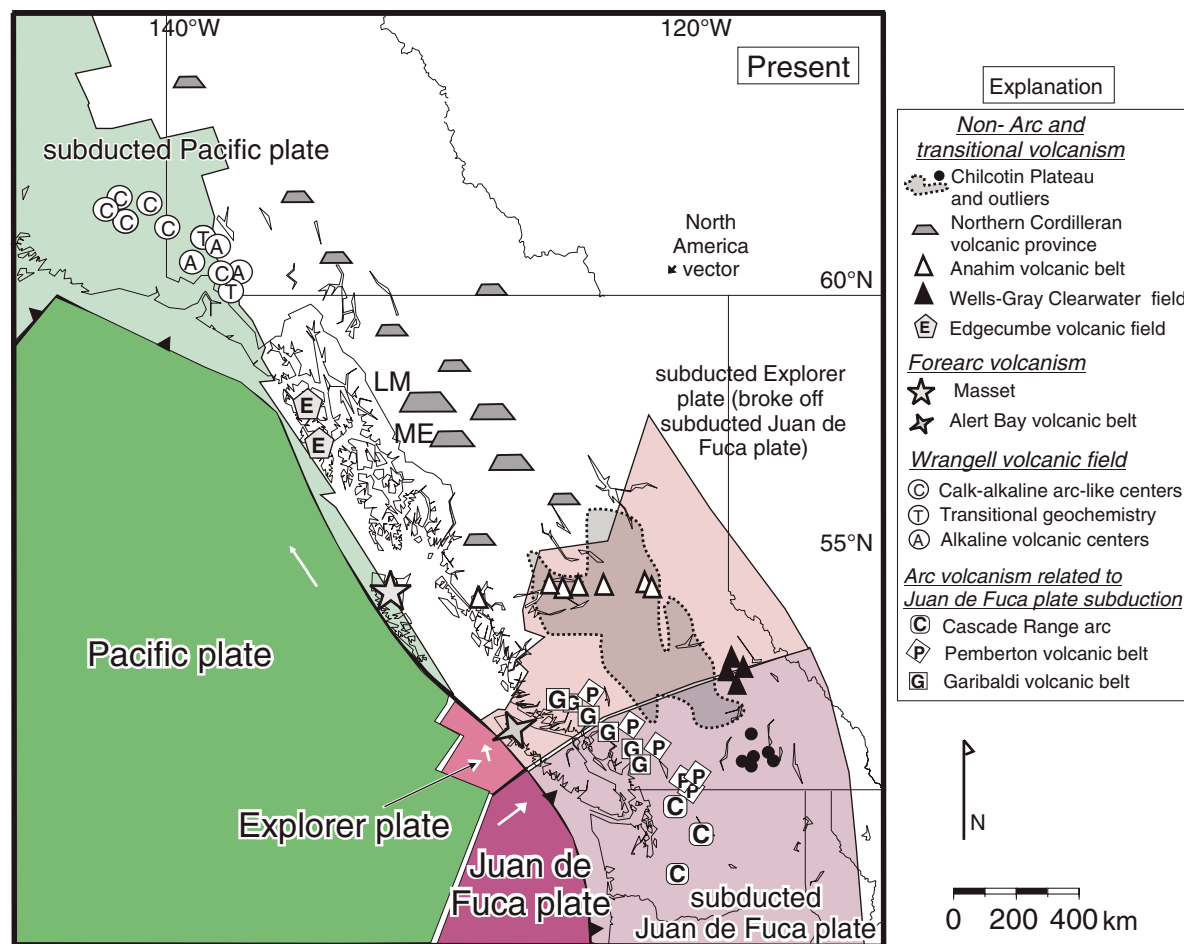 140°W
120°W
Present
subducted Pacific plate
C
C
C
C
C
T
A
A
C
A
T
North
America
vector
60°N
LM
ME
E
E
subducted Explorer
plate (broke off
subducted Juan de
Fuca plate)
55°N
Pacific plate
G
G
P
G
G
P
G
P
G
P
P
P
C
C
C
Explorer plate
Juan de
Fuca plate
subducted
Juan de Fuca plate
Explanation
Non- Arc and
transitional volcanism
Chilcotin Plateau
and outliers
Northern Cordilleran
volcanic province
Anahim volcanic belt
Wells-Gray Clearwater field
E Edgecumbe volcanic field
Forearc volcanism
Masset
Alert Bay volcanic belt
Wrangell volcanic field
C Calk-alkaline arc-like centers
T Transitional geochemistry
A Alkaline volcanic centers
Arc volcanism related to
Juan de Fuca plate subduction
C Cascade Range arc
P Pemberton volcanic belt
G Garibaldi volcanic belt
N
0 200 400 km